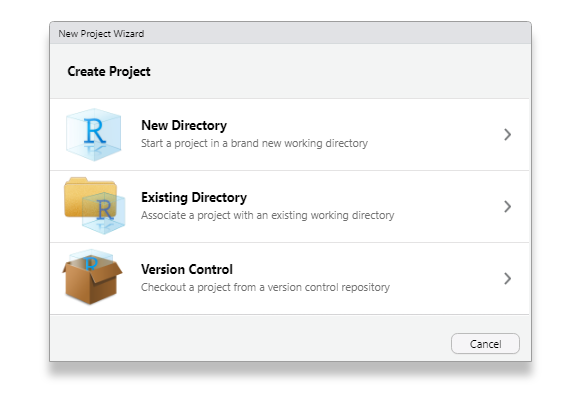 New Project Wizard
Create Project
R
New Directory
Start a project in a brand new working directory
R
Existing Directory
Associate a project with an existing working directory
R
Version Control
Checkout a project from a version control repository
Cancel